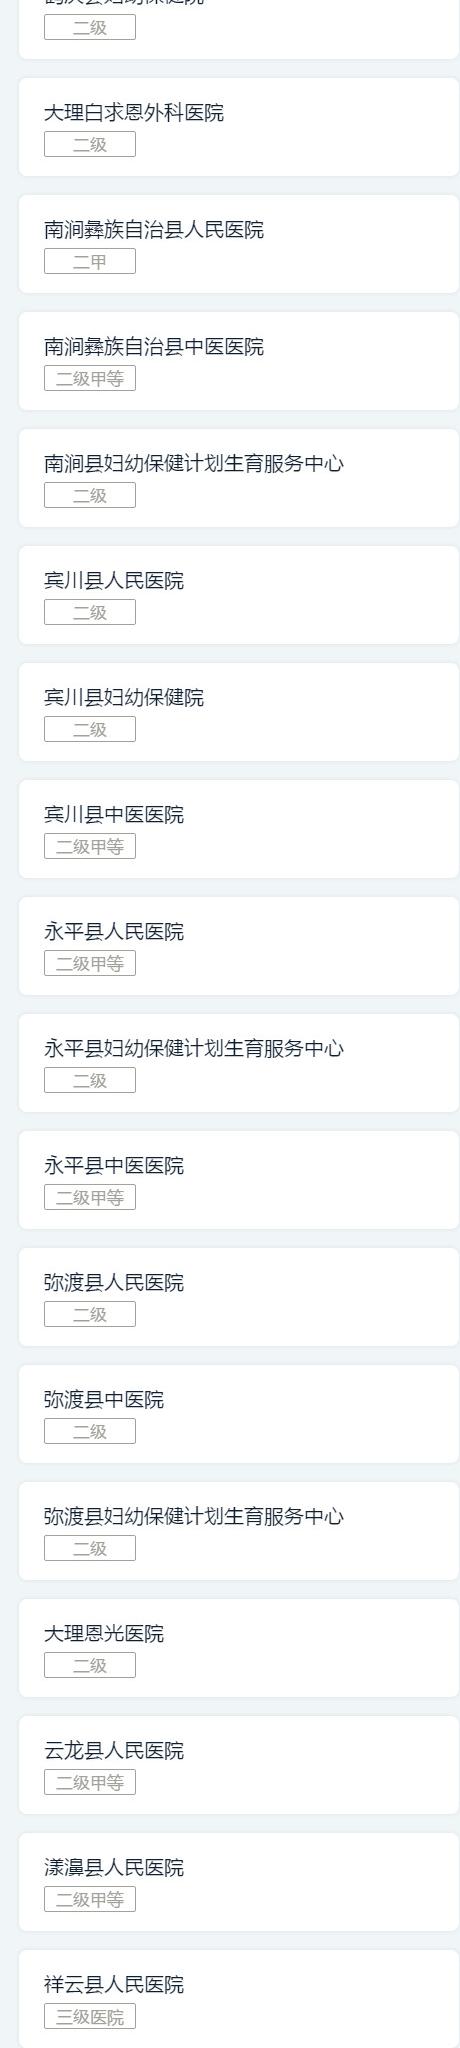 二级
大理白求恩外科医院
二级
南涧彝族自治县人民医院
二甲
南涧彝族自治县中医医院
二级甲等
南涧县妇幼保健计划生育服务中心
二级
宾川县人民医院
二级
宾川县妇幼保健院
二级
宾川县中医医院
二级甲等
永平县人民医院
二级甲等
永平县妇幼保健计划生育服务中心
二级
永平县中医医院
二级甲等
弥渡县人民医院
二级
弥渡县中医院
二级
弥渡县妇幼保健计划生育服务中心
二级
大理恩光医院
二级
云龙县人民医院
二级甲等
漾濞县人民医院
二级甲等
祥云县人民医院
三级医院